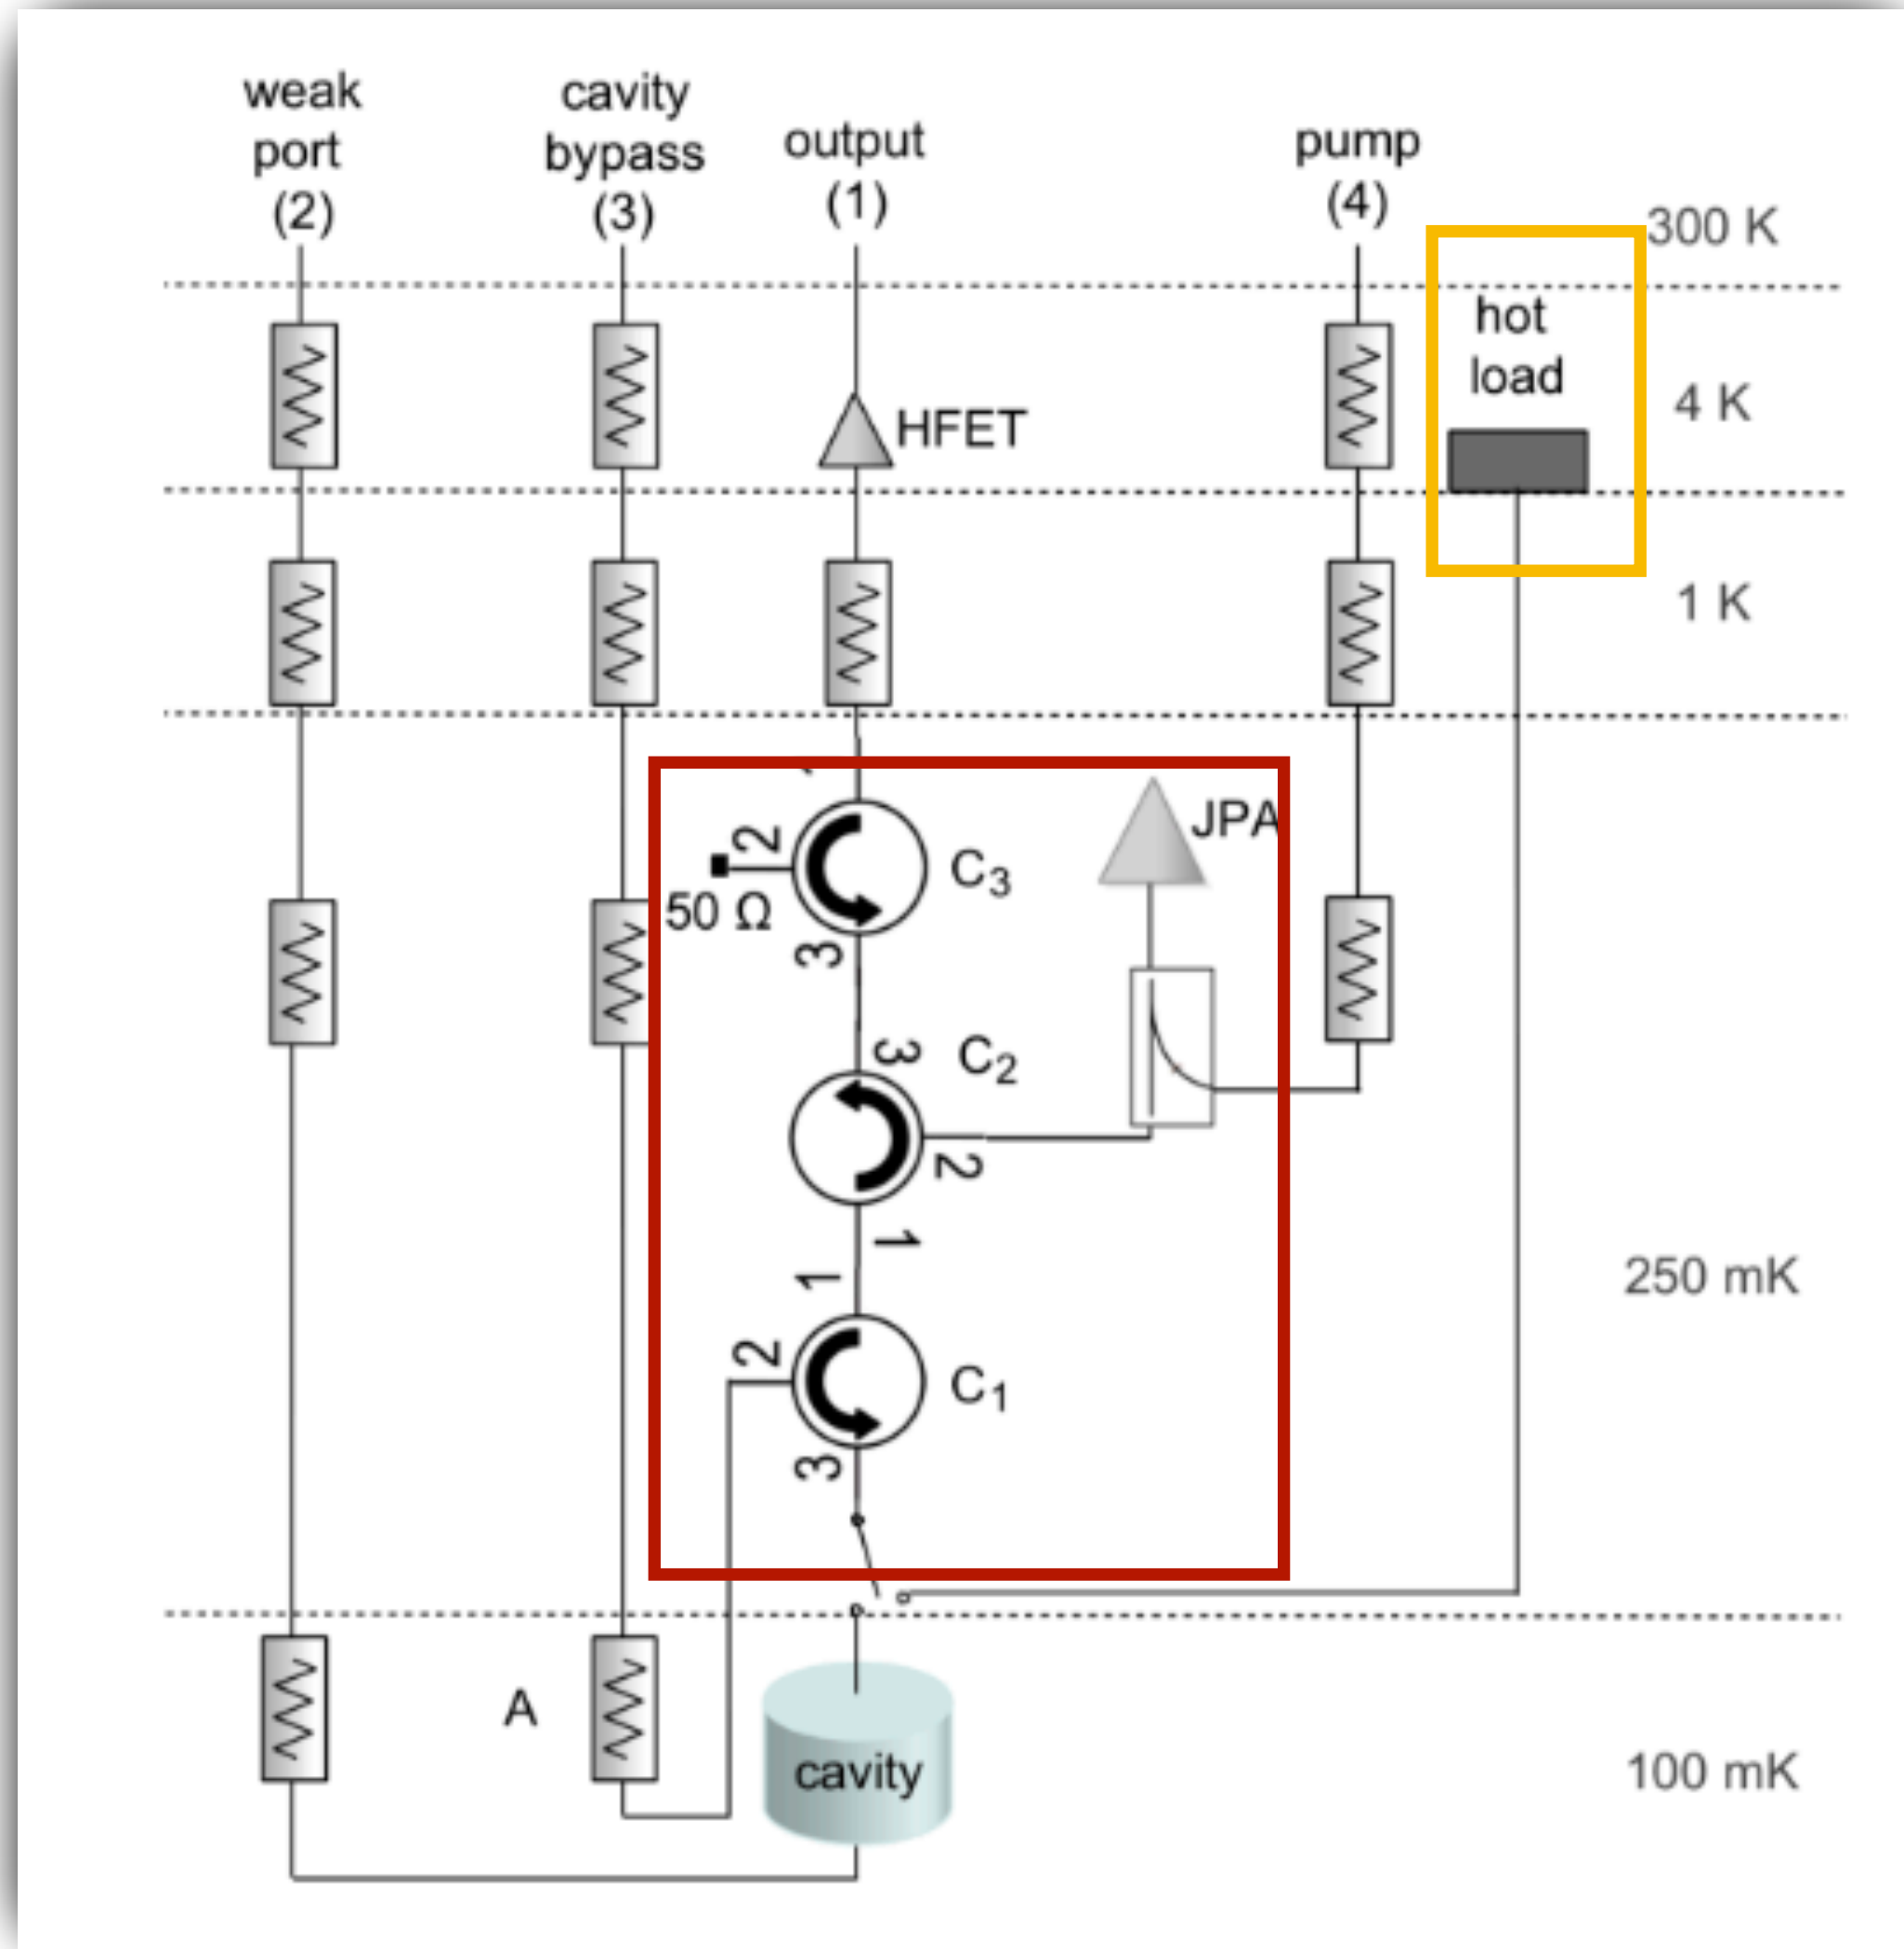 weak
port
(2)
cavity
bypass
(3)
output
(1)
pump
(4)
300 K
hot
load
4 K
HFET
1 K
JPA
2
C3
50 Ω
3
3
C2
2
1
1
2
C1
3
250 mK
A
cavity
100 mK